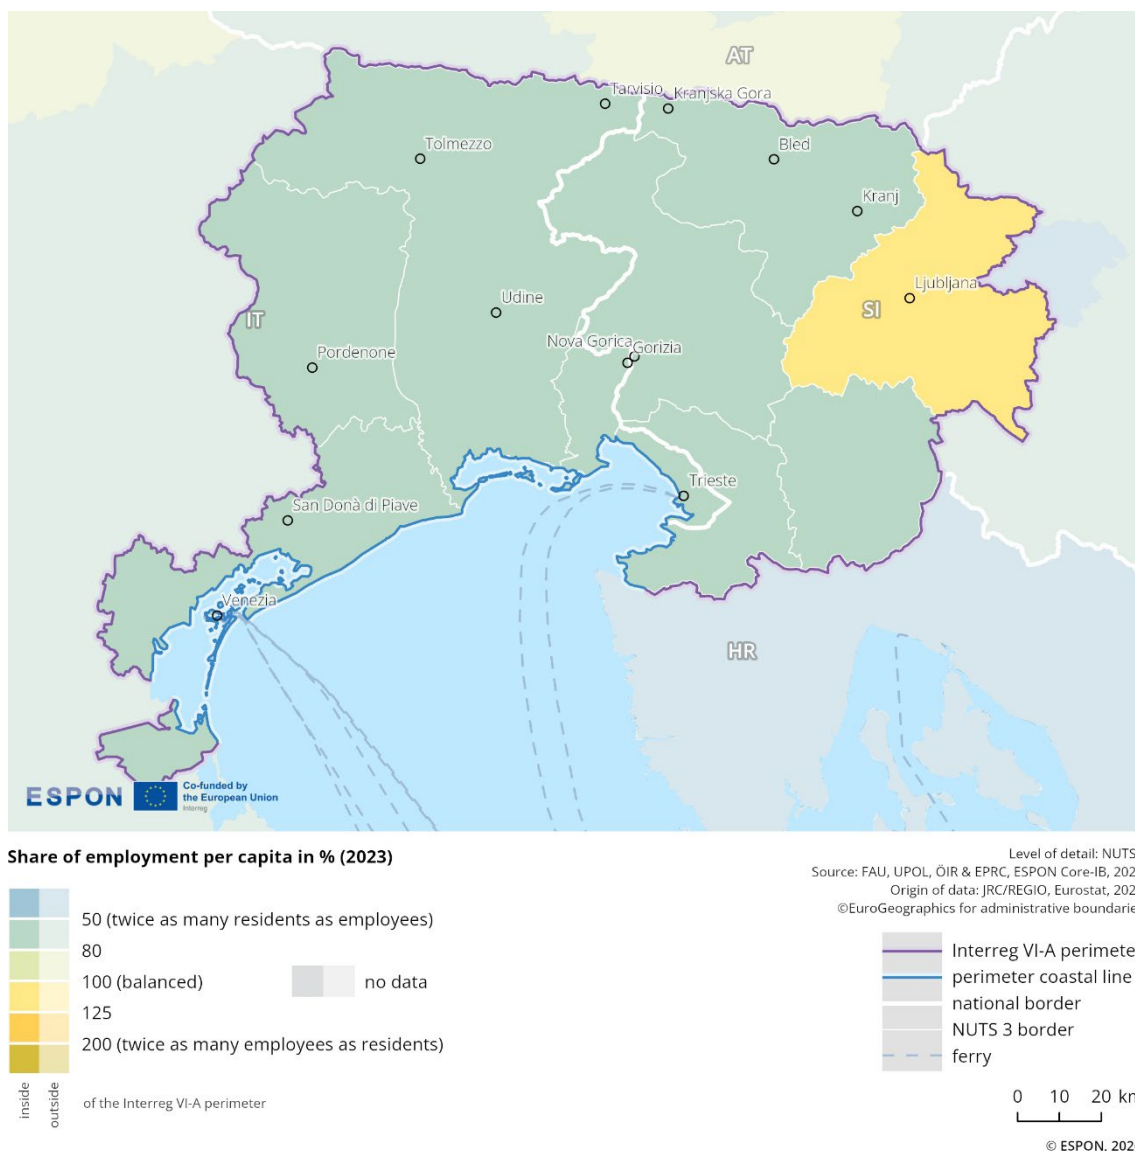 AT
Tarvisio
Kranjska Gora
Tolmezzo
Bled
Kranj
Ljubljana
SI
Udine
IT
Nova Gorica
Gorizia
Pordenone
Trieste
San Donà di Piave
Venezia
HR
ESPON
Co-funded by
the European Union
Interreg
Share of employment per capita in % (2023)
50 (twice as many residents as employees)
80
100 (balanced)
125
200 (twice as many employees as residents)
no data
inside
outside
of the Interreg VI-A perimeter
Level of detail: NUTS
Source: FAU, UPOL, ÖIR & EPRC, ESPON Core-IB, 202
Origin of data: JRC/REGIO, Eurostat, 202
©EuroGeographics for administrative boundarie
Interreg VI-A perimete
perimeter coastal line
national border
NUTS 3 border
ferry
0 10 20 km
© ESPON, 202